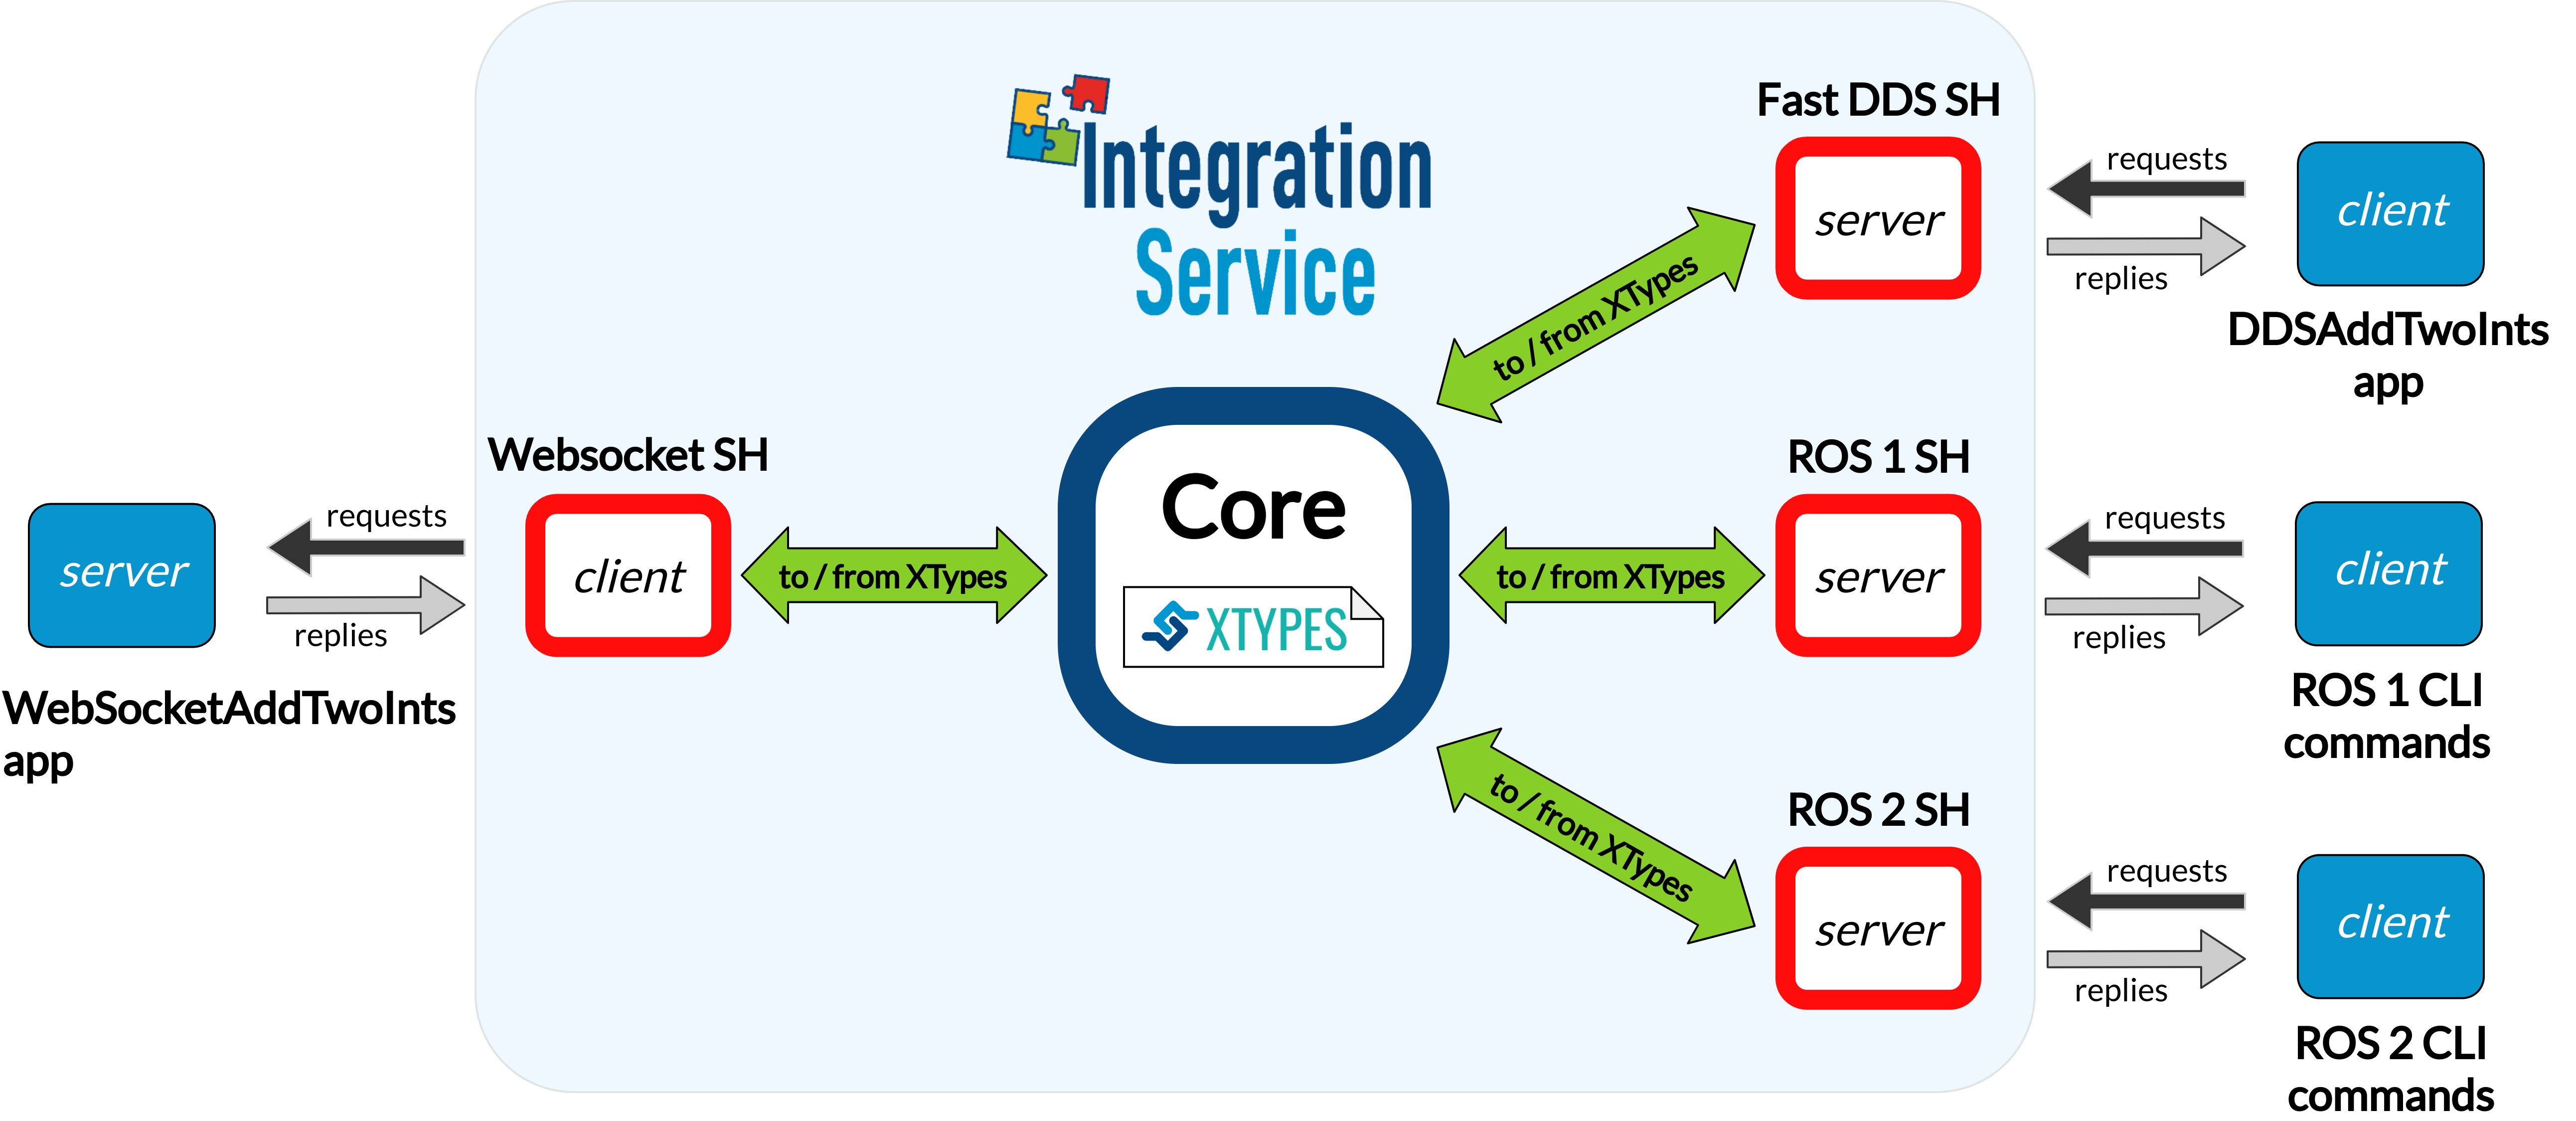 Integration
Service
Fast DDS SH
server
requests
replies
client
DDSAddTwoInts
app
to / from XTypes
Websocket SH
client
requests
replies
server
WebSocketAddTwoInts
app
to / from XTypes
Core
XTYPES
to / from XTypes
ROS 1 SH
server
requests
replies
client
ROS 1 CLI
commands
to / from XTypes
ROS 2 SH
server
requests
replies
client
ROS 2 CLI
commands